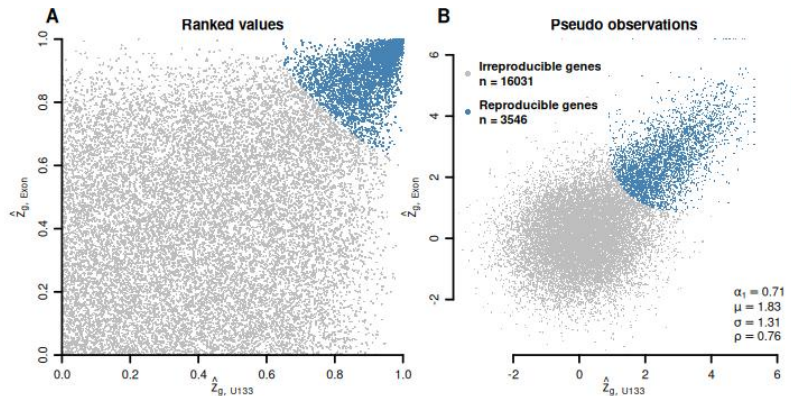 A
Ranked values
1.0
0.8
0.6
0.4
0.2
0.0
ẑg, Exon
0.0 0.2 0.4 0.6 0.8 1.0
ẑg, U133
B
Pseudo observations
Irreproducible genes
n = 16031
Reproducible genes
n = 3546
6
4
2
0
-2
ẑg, Exon
α1 = 0.71
μ = 1.83
σ = 1.31
ρ = 0.76
-2 0 2 4 6
ẑg, U133